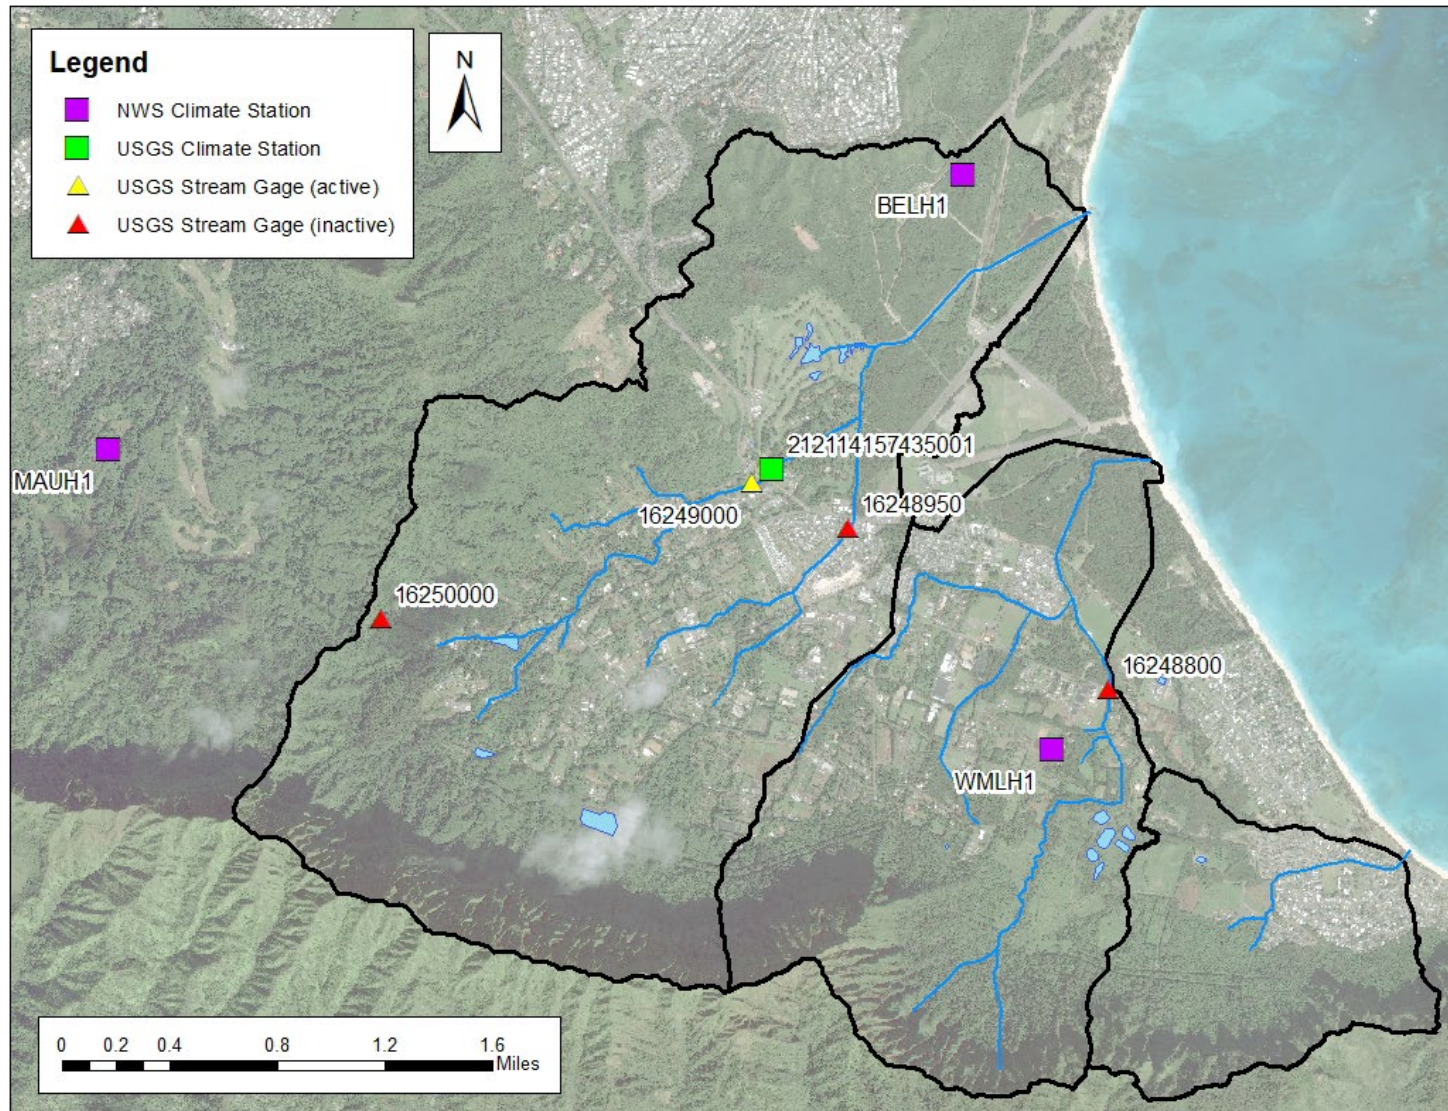 Legend
NWS Climate Station
USGS Climate Station
USGS Stream Gage (active)
USGS Stream Gage (inactive)
N
BELH1
MAUH1
212114157435001
16249000
16248950
16250000
16248800
WMLH1
0 0.2 0.4 0.8 1.2 1.6
Miles